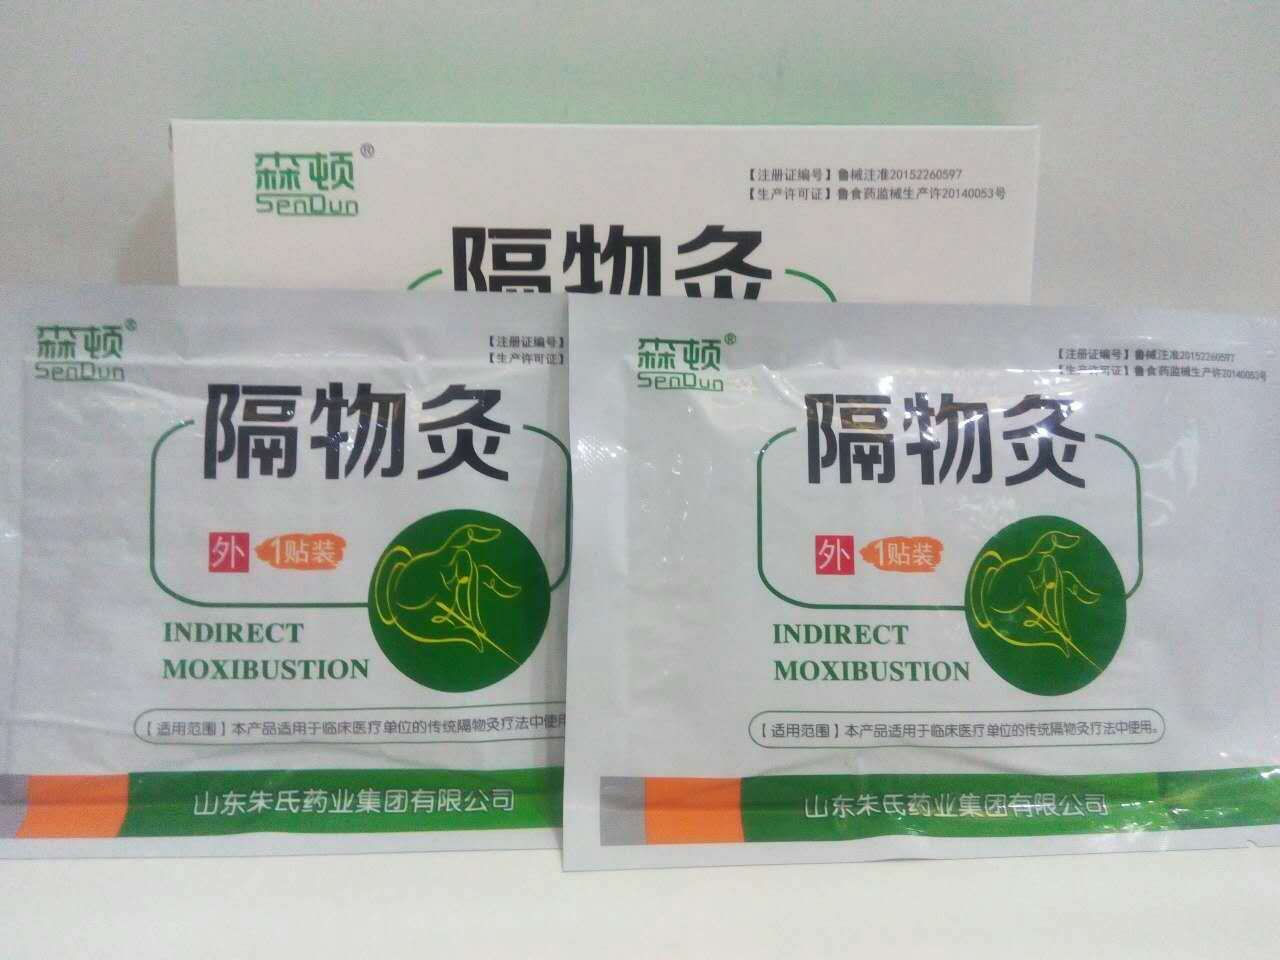 森顿®
SenDun
【注册证编号】鲁械注准20152260597
【生产许可证】鲁食药监械生产许20140053号
隔物灸
森顿®
SenDun
【注册证编号】
【生产许可证】
隔物灸
外 1贴装
INDIRECT
MOXIBUSTION
【适用范围】本产品适用于临床医疗单位的传统隔物灸疗法中使用
山东朱氏药业集团有限公司
森顿®
SenDun
【注册证编号】鲁械注准20152260597
【生产许可证】鲁食药监械生产许20140053号
隔物灸
外 1贴装
INDIRECT
MOXIBUSTION
【适用范围】本产品适用于临床医疗单位的传统隔物灸疗法中使用。
山东朱氏药业集团有限公司